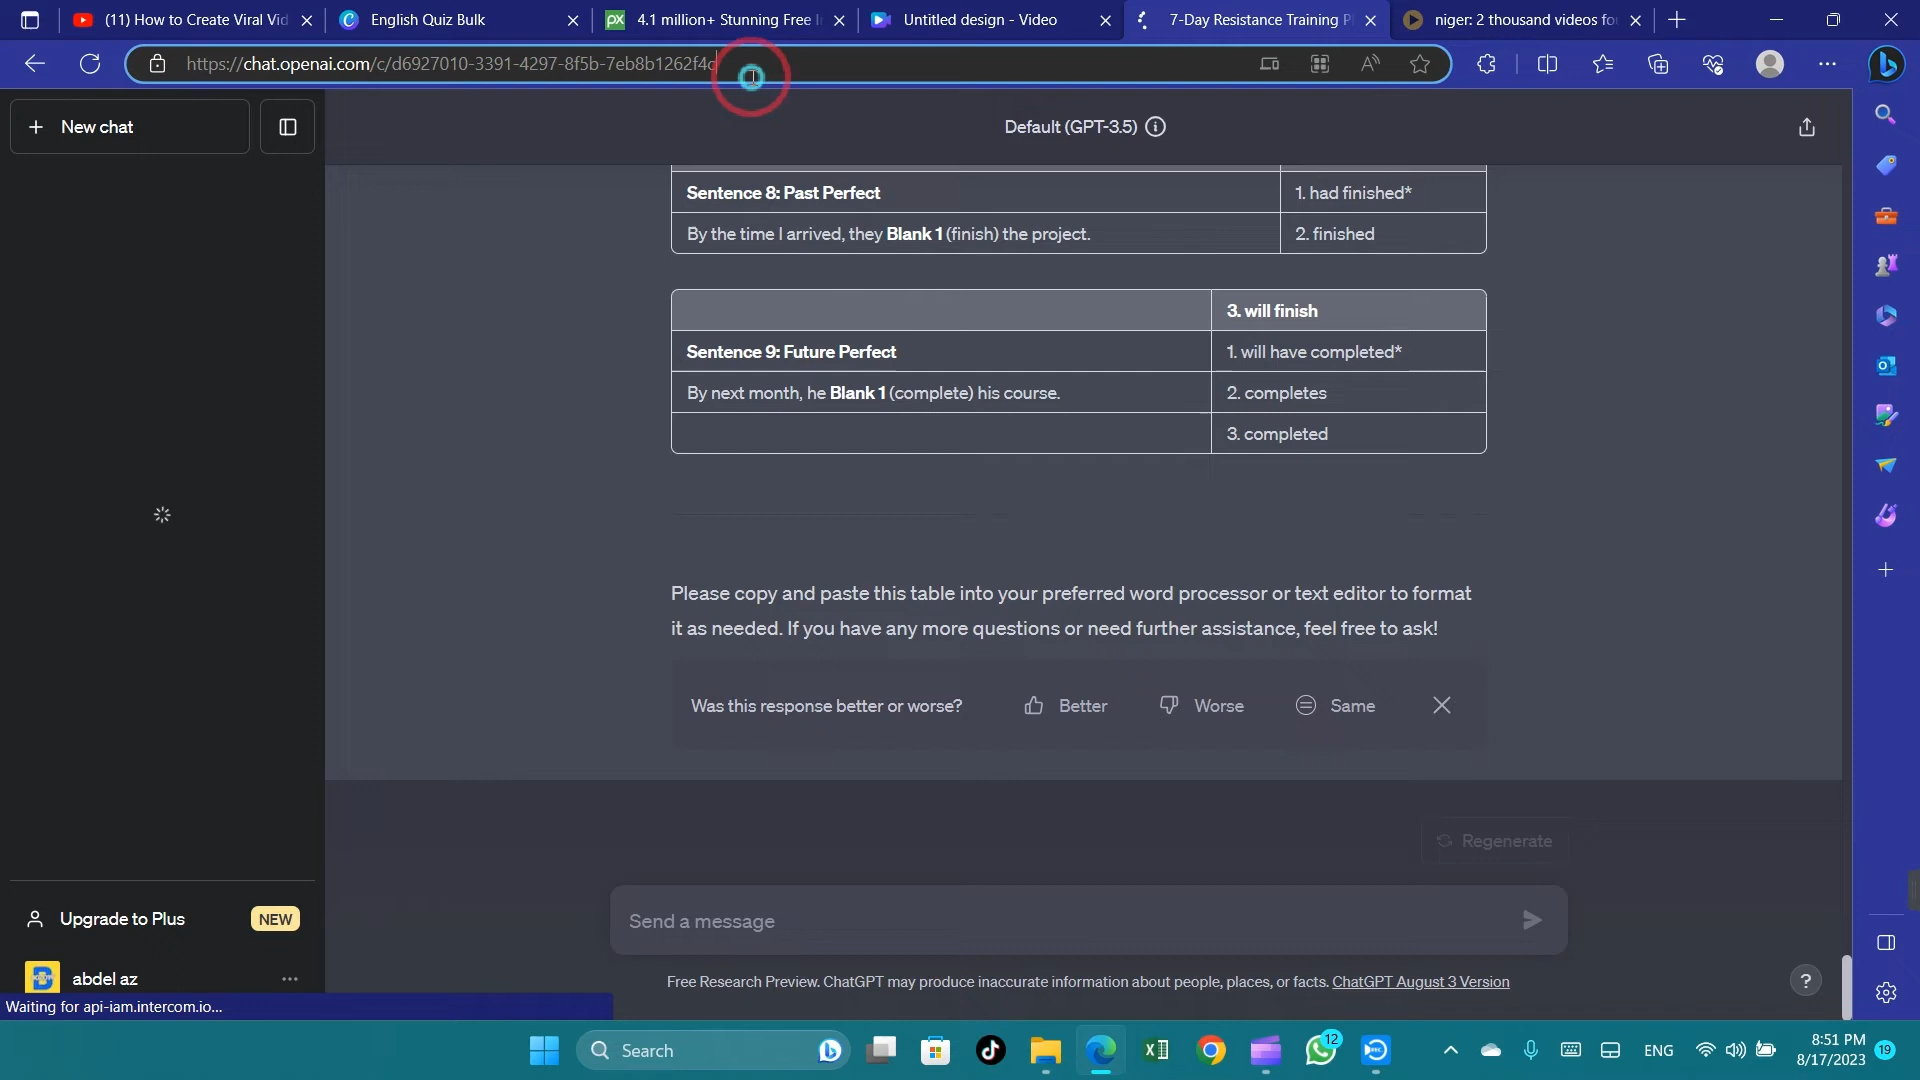 (11) How to Create Viral Vid
English Quiz Bulk
4.1 million+ Stunning Free I
Untitled design - Video
7-Day Resistance Training P
niger: 2 thousand videos fo
https://chat.openai.com/c/d6927010-3391-4297-8f5b-7eb8b1262f4c
New chat
Default (GPT-3.5)
Sentence 8: Past Perfect
1. had finished*
By the time I arrived, they Blank 1 (finish) the project.
2. finished
3. will finish
Sentence 9: Future Perfect
1. will have completed*
By next month, he Blank 1 (complete) his course.
2. completes
3. completed
Please copy and paste this table into your preferred word processor or text editor to format
it as needed. If you have any more questions or need further assistance, feel free to ask!
Was this response better or worse?
Better
Worse
Same
Regenerate
Send a message
Upgrade to Plus
NEW
abdel az
Free Research Preview. ChatGPT may produce inaccurate information about people, places, or facts. ChatGPT August 3 Version
?
Waiting for api-iam.intercom.io...
Search
12
ENG
8:51 PM
8/17/2023
19